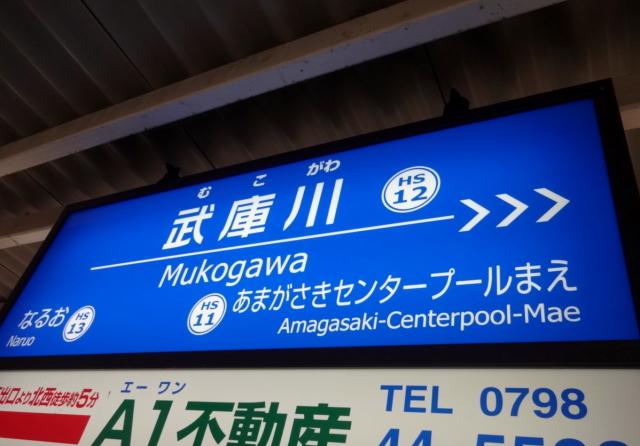 むこがわ
武庫川 HS 12
Mukogawa
なるお HS 13
Naruo
HS 11 あまがさきセンタープールまえ
Amagasaki-Centerpool-Mae
出口より北西徒歩約5分
エー ワン
A1不動産
TEL 0798